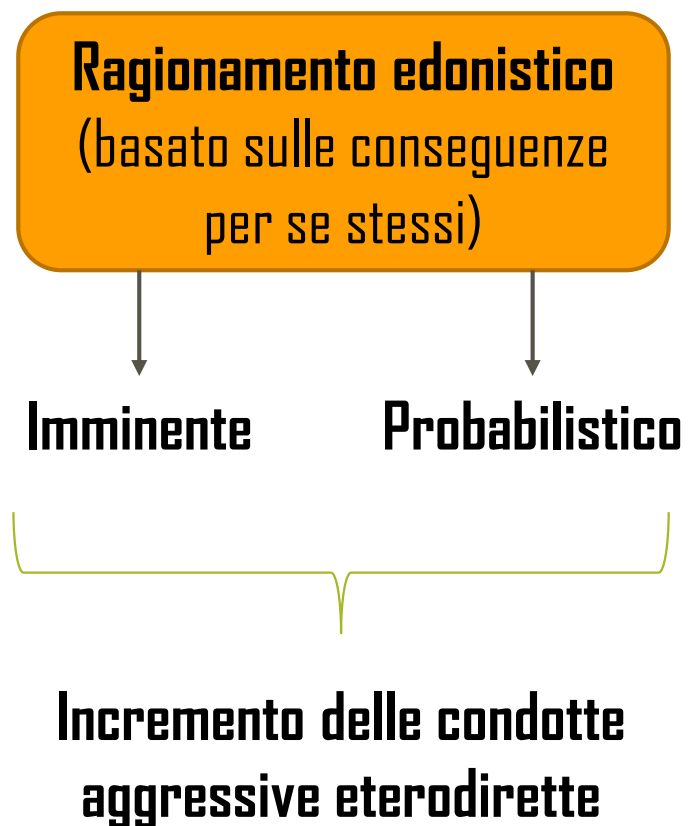 Ragionamento edonistico
(basato sulle conseguenze
per se stessi)
Imminente
Probabilistico
Incremento delle condotte
aggressive eterodirette